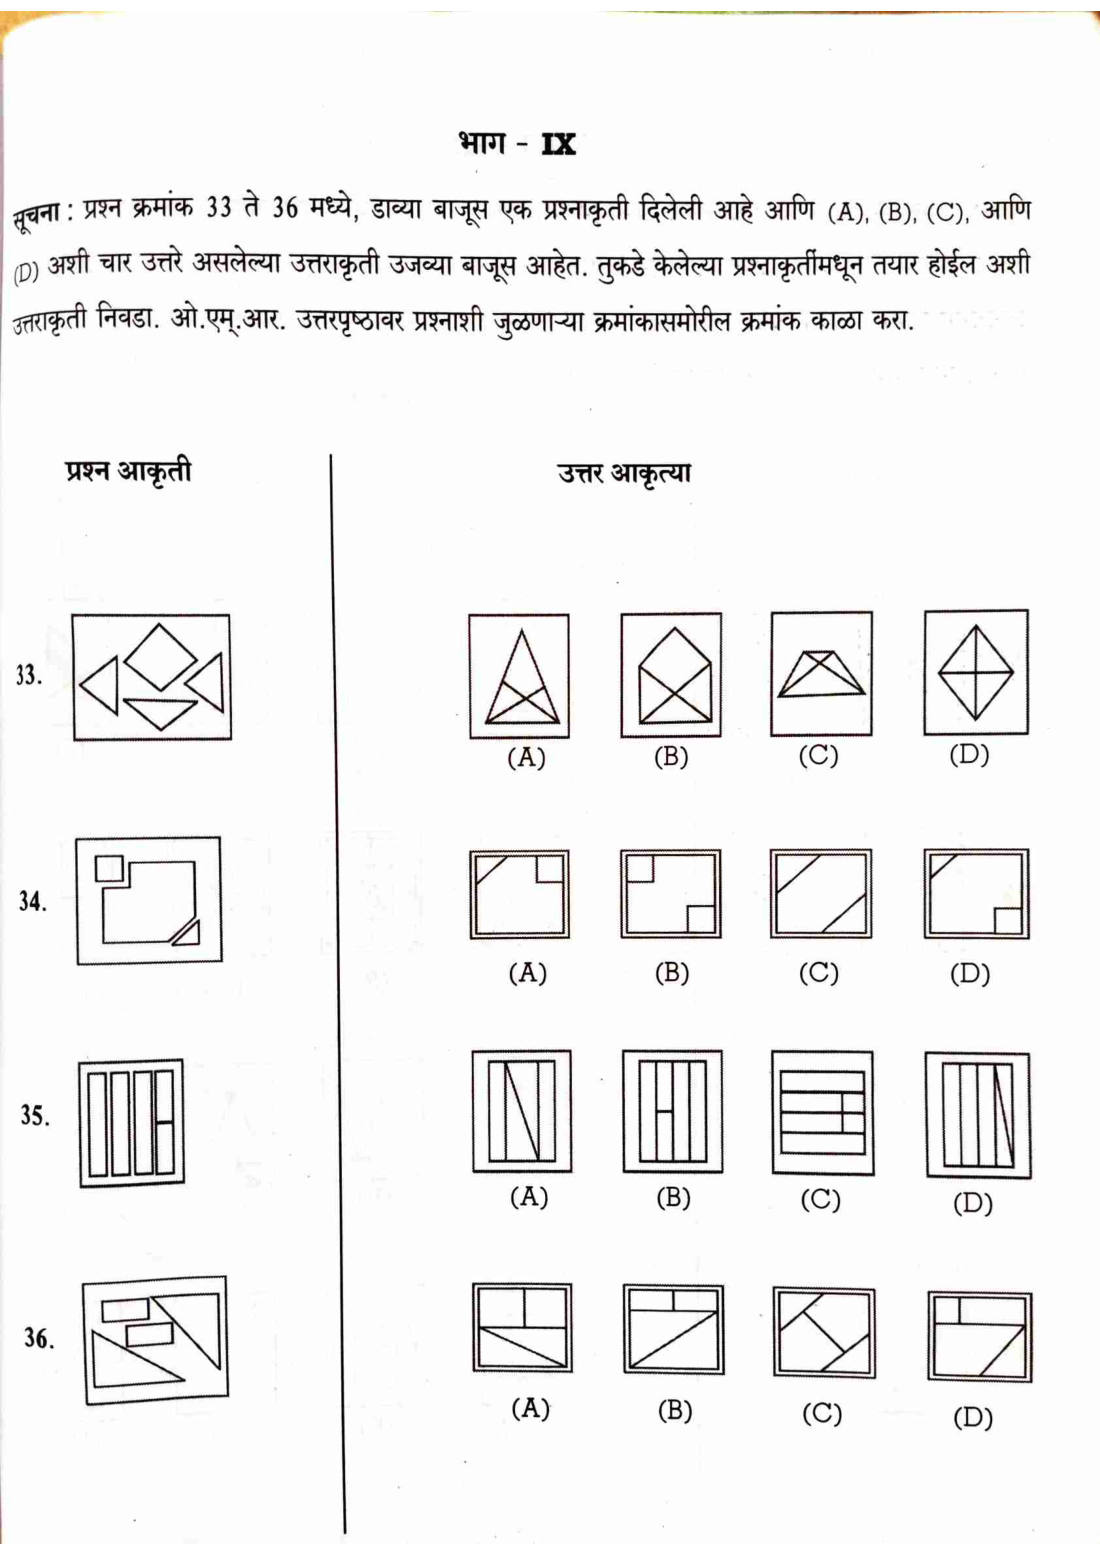 भाग - IX
सूचना : प्रश्न क्रमांक 33 ते 36 मध्ये, डाव्या बाजूस एक प्रश्नाकृती दिलेली आहे आणि (A), (B), (C), आणि
(D) अशी चार उत्तरे असलेल्या उत्तराकृती उजव्या बाजूस आहेत. तुकडे केलेल्या प्रश्नाकृतींमधून तयार होईल अशी
उत्तराकृती निवडा. ओ.एम्.आर. उत्तरपृष्ठावर प्रश्नाशी जुळणाऱ्या क्रमांकासमोरील क्रमांक काळा करा.
प्रश्न आकृती
उत्तर आकृत्या
33.
(A) (B) (C) (D)
34.
(A) (B) (C) (D)
35.
(A) (B) (C) (D)
36.
(A) (B) (C) (D)